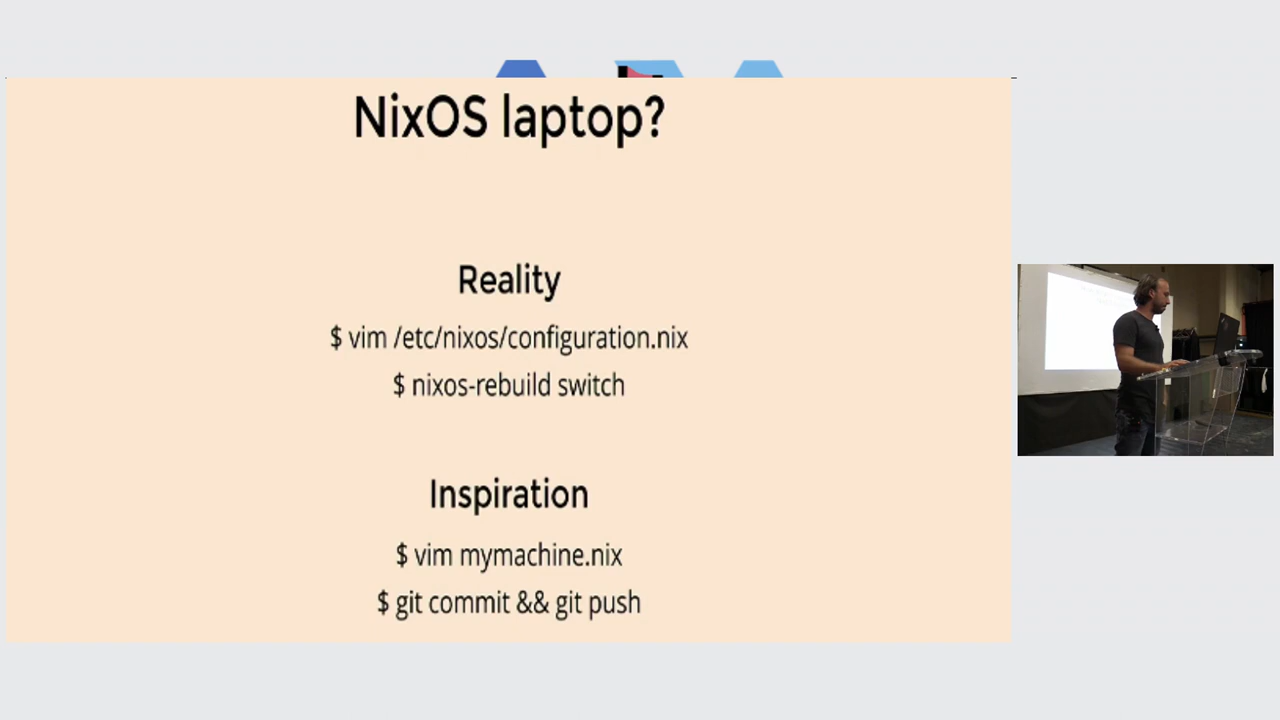 NixOS laptop?
Reality
$ vim /etc/nixos/configuration.nix
$ nixos-rebuild switch
Inspiration
$ vim mymachine.nix
$ git commit && git push